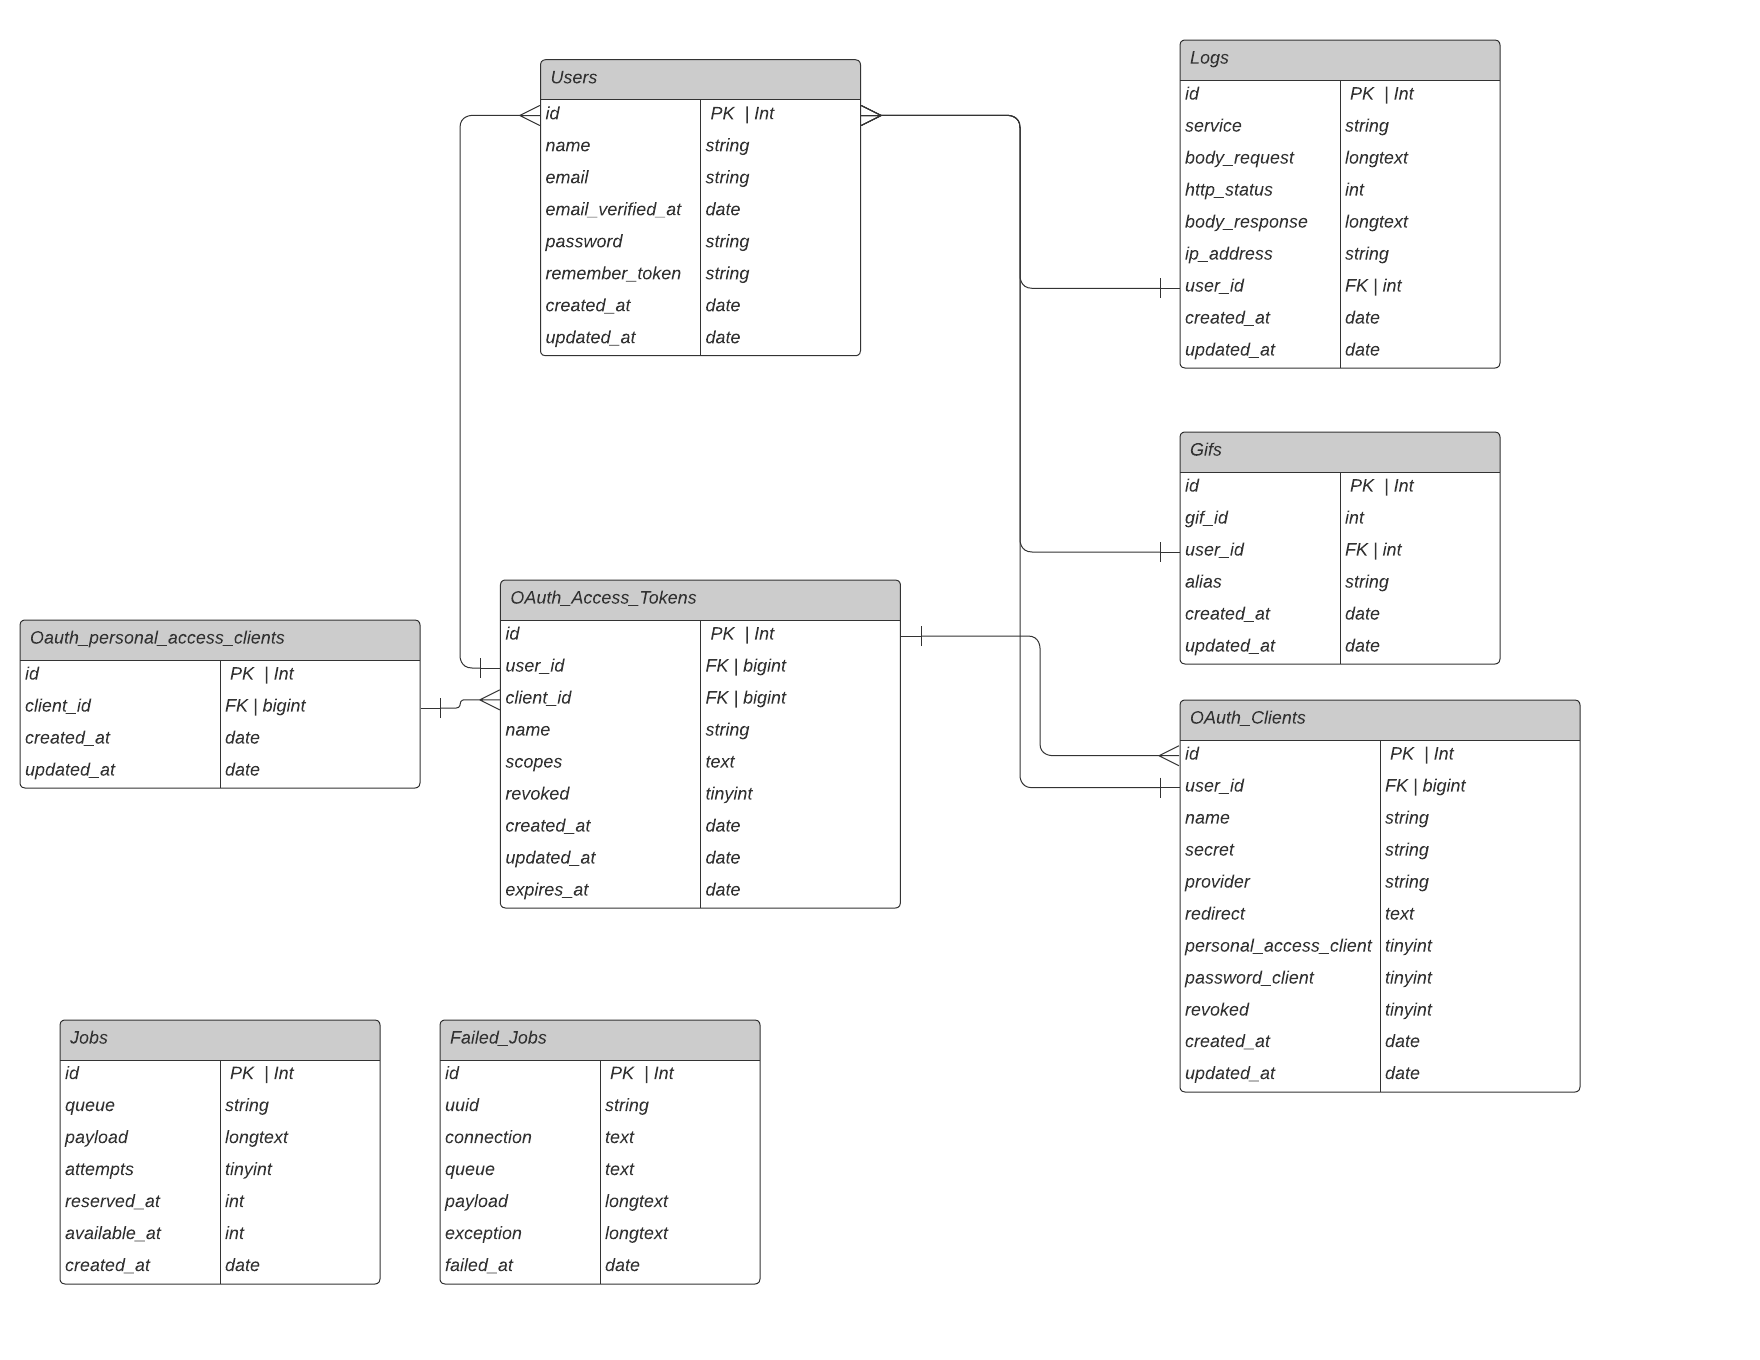 Users
id PK | Int
name string
email string
email_verified_at date
password string
remember_token string
created_at date
updated_at date
Logs
id PK | Int
service string
body_request longtext
http_status int
body_response longtext
ip_address string
user_id FK | int
created_at date
updated_at date
Gifs
id PK | Int
gif_id int
user_id FK | int
alias string
created_at date
updated_at date
Oauth_personal_access_clients
id PK | Int
client_id FK | bigint
created_at date
updated_at date
OAuth_Access_Tokens
id PK | Int
user_id FK | bigint
client_id FK | bigint
name string
scopes text
revoked tinyint
created_at date
updated_at date
expires_at date
OAuth_Clients
id PK | Int
user_id FK | bigint
name string
secret string
provider string
redirect text
personal_access_client tinyint
password_client tinyint
revoked tinyint
created_at date
updated_at date
Jobs
id PK | Int
queue string
payload longtext
attempts tinyint
reserved_at int
available_at int
created_at date
Failed_Jobs
id PK | Int
uuid string
connection text
queue text
payload longtext
exception longtext
failed_at date